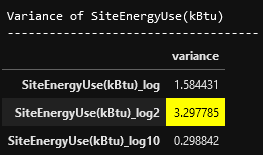 Variance of SiteEnergyUse(kBtu)
-----------------------------------
variance
SiteEnergyUse(kBtu)_log 1.584431
SiteEnergyUse(kBtu)_log2 3.297785
SiteEnergyUse(kBtu)_log10 0.298842